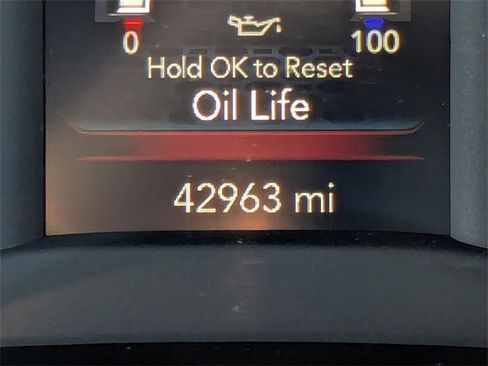 0 100
Hold OK to Reset
Oil Life
42963 mi